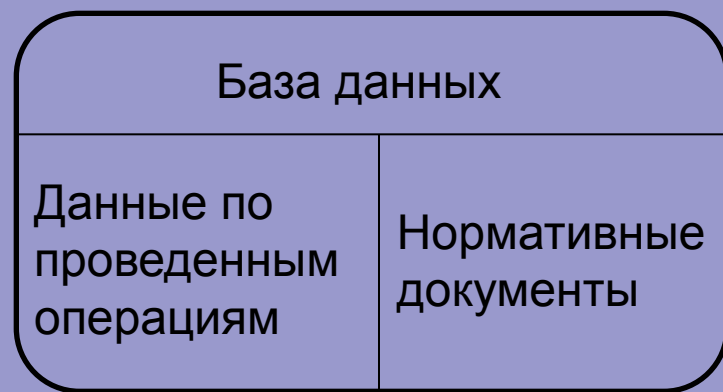 База данных
Данные по
проведенным
операциям
Нормативные
документы